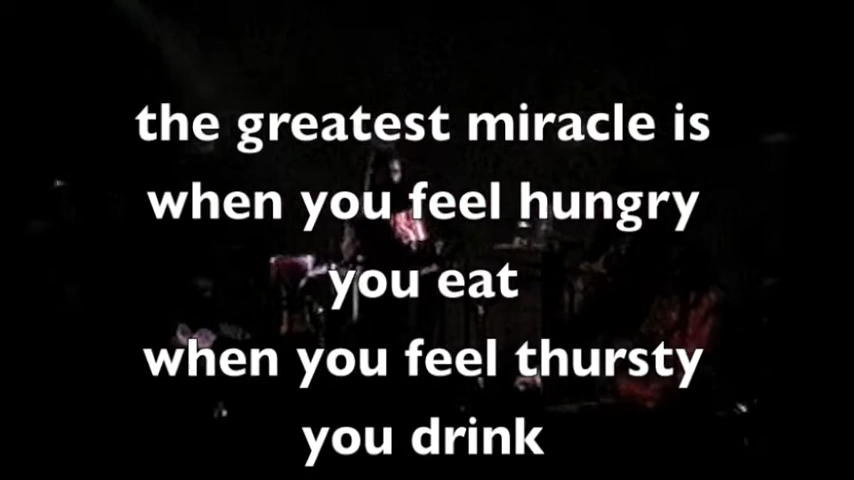 the greatest miracle is
when you feel hungry
you eat
when you feel thursty
you drink